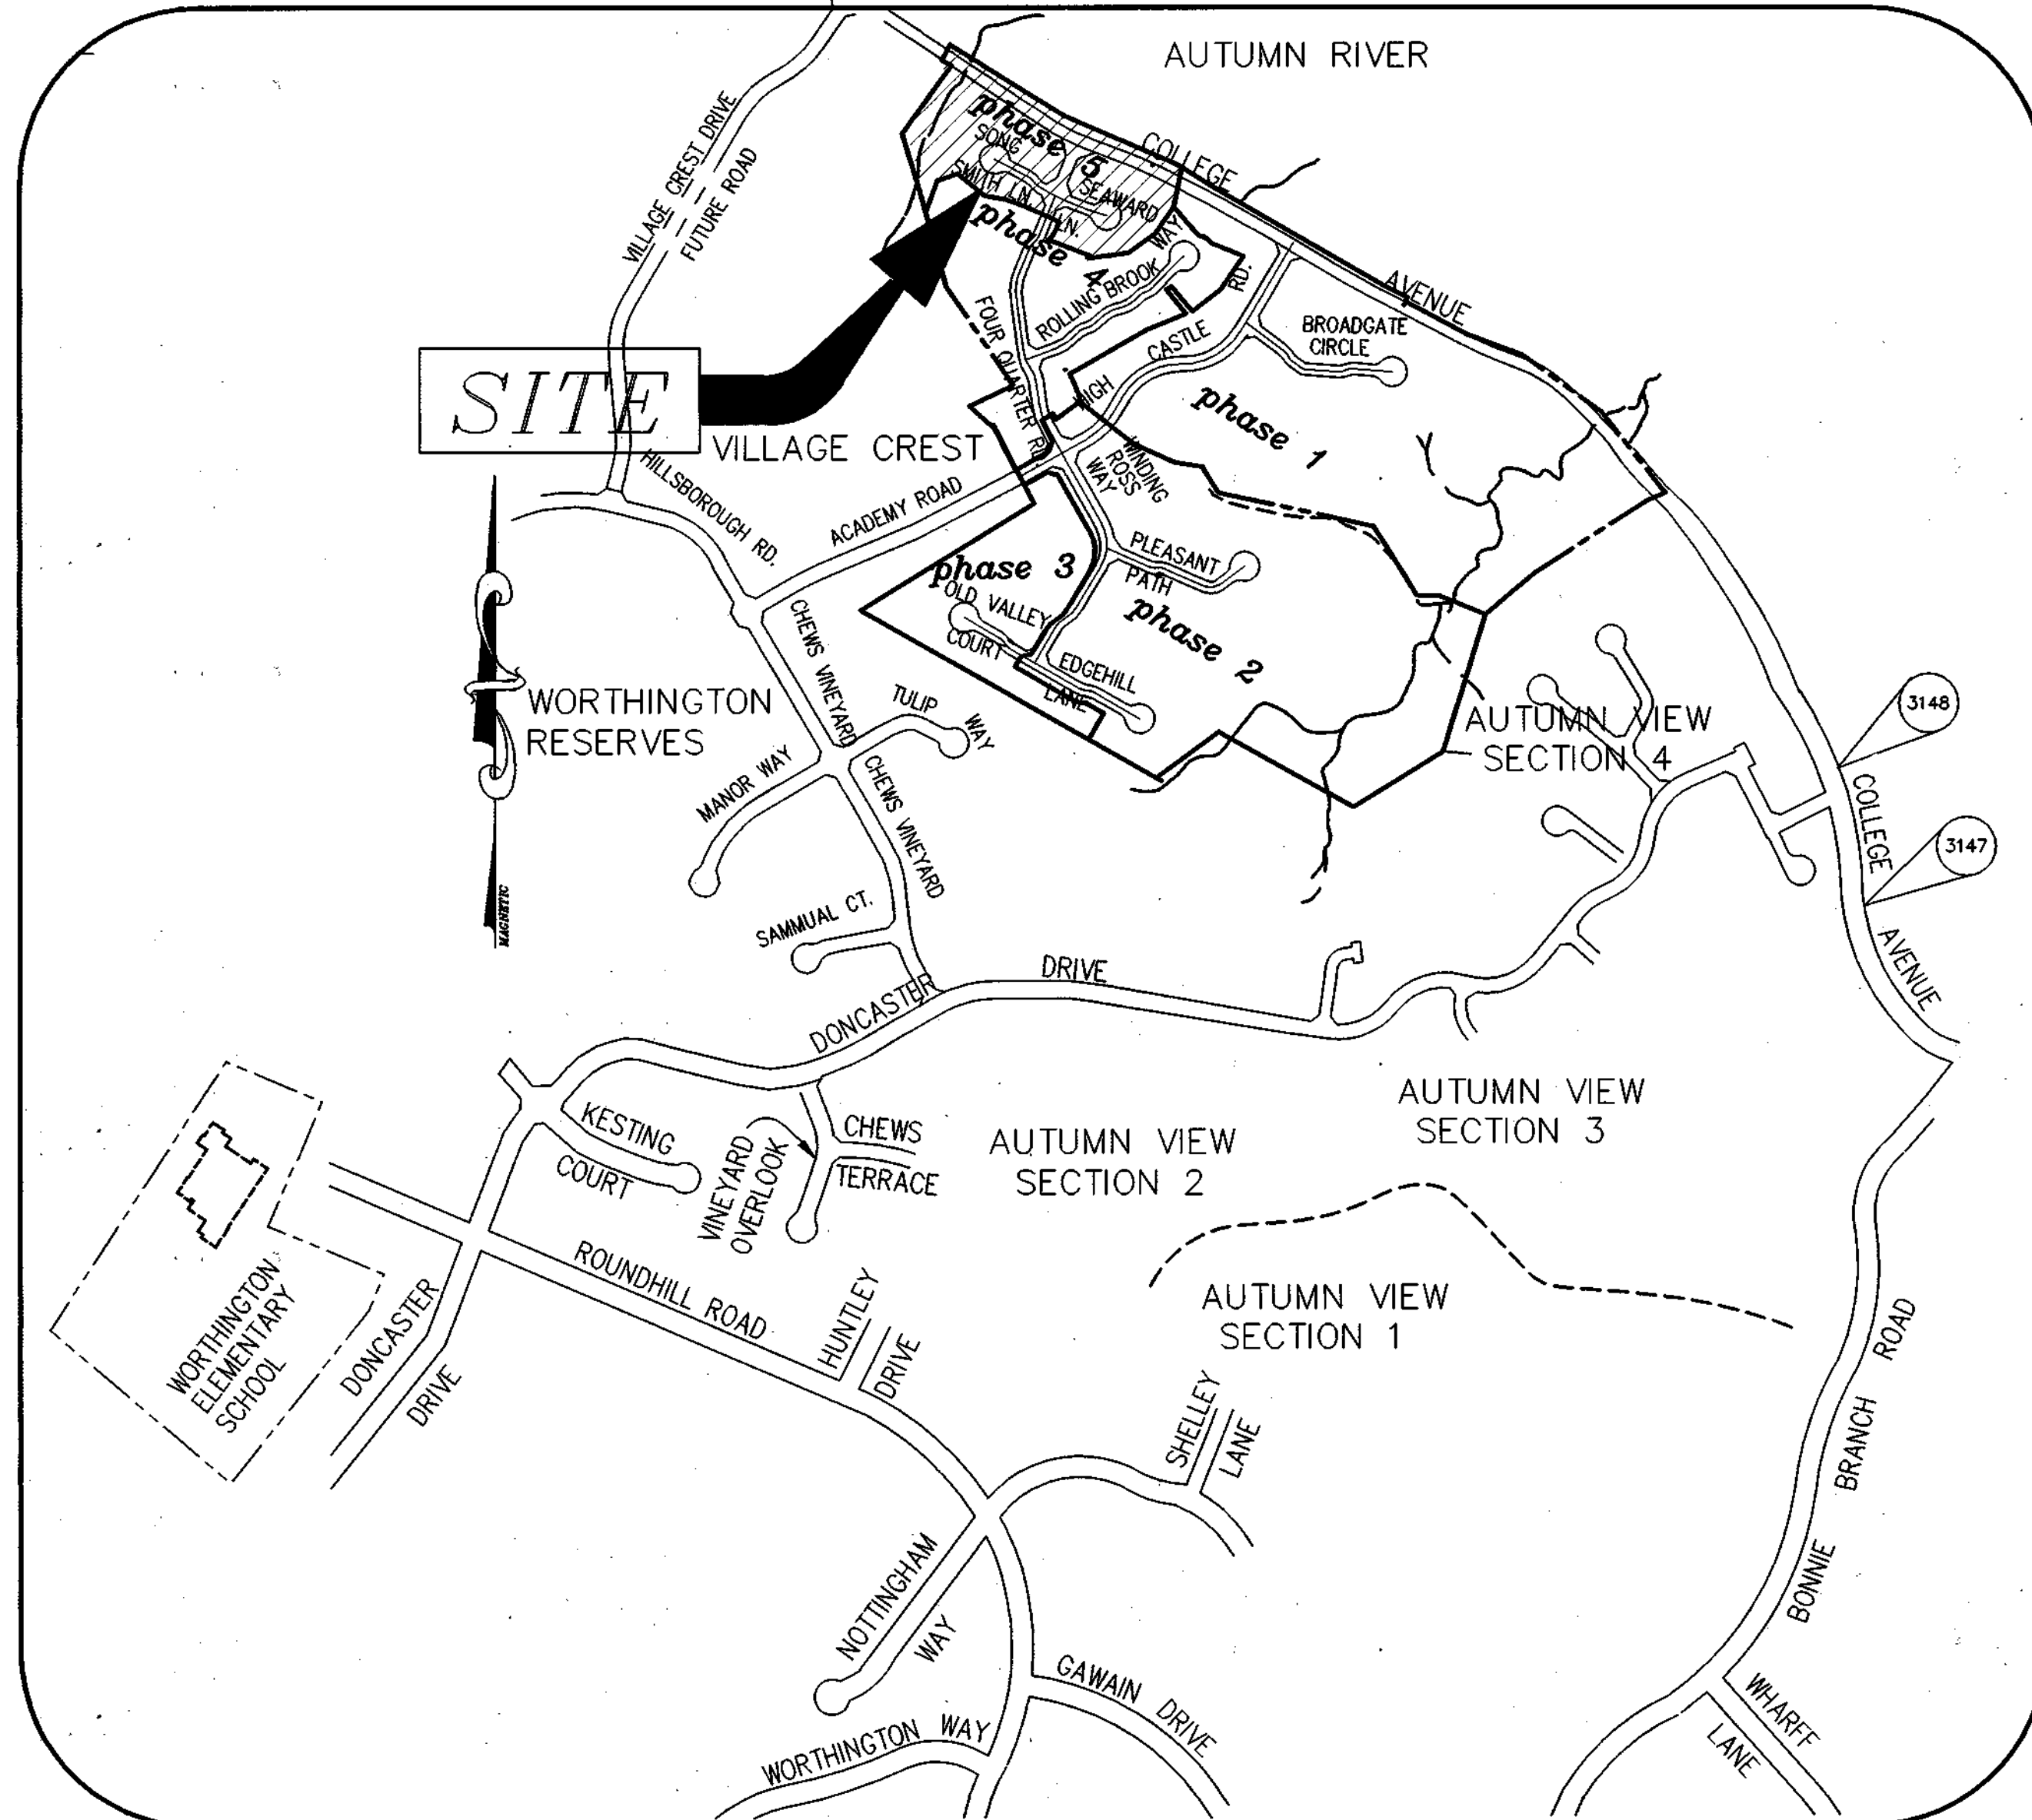 AUTUMN RIVER
VILLAGE CREST DRIVE
FUTURE ROAD
phase 5
SONG
SMITH LN.
SEAWARD
LN.
phase 4
COLLEGE
AVENUE
ROLLING BROOK
WAY
FOUR QUARTER RD.
HIGH
CASTLE
RD.
BROADGATE
CIRCLE
SITE
VILLAGE CREST
phase 1
HILLSBOROUGH RD.
ACADEMY ROAD
WINDING
ROSS
WAY
PLEASANT
PATH
phase 3
OLD VALLEY
COURT
phase 2
EDGEHILL
LANE
CHEWS VINEYARD
TULIP
WAY
WORTHINGTON
RESERVES
MANOR WAY
CHEWS VINEYARD
MAGNETIC
AUTUMN VIEW
SECTION 4
3148
COLLEGE
3147
AVENUE
SAMMUAL CT.
DONCASTER
DRIVE
KESTING
COURT
VINEYARD
OVERLOOK
CHEWS
TERRACE
AUTUMN VIEW
SECTION 2
AUTUMN VIEW
SECTION 3
AUTUMN VIEW
SECTION 1
WORTHINGTON
ELEMENTARY
SCHOOL
DONCASTER
DRIVE
ROUNDHILL ROAD
HUNTLEY
DRIVE
SHELLEY
LANE
BONNIE BRANCH ROAD
NOTTINGHAM
WAY
GAWAIN DRIVE
WORTHINGTON WAY
WHARFF
LANE